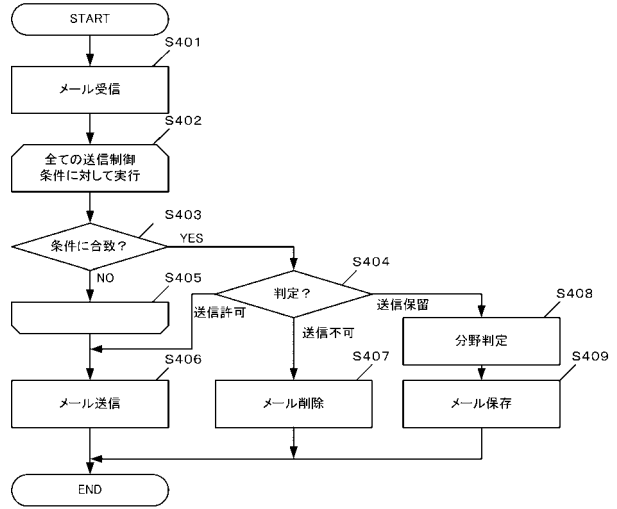 START
S401
メール受信
S402
全ての送信制御
条件に対して実行
S403
条件に合致?
YES
NO
S404
判定?
送信許可
送信不可
送信保留
S405
S408
分野判定
S406
メール送信
S407
メール削除
S409
メール保存
END